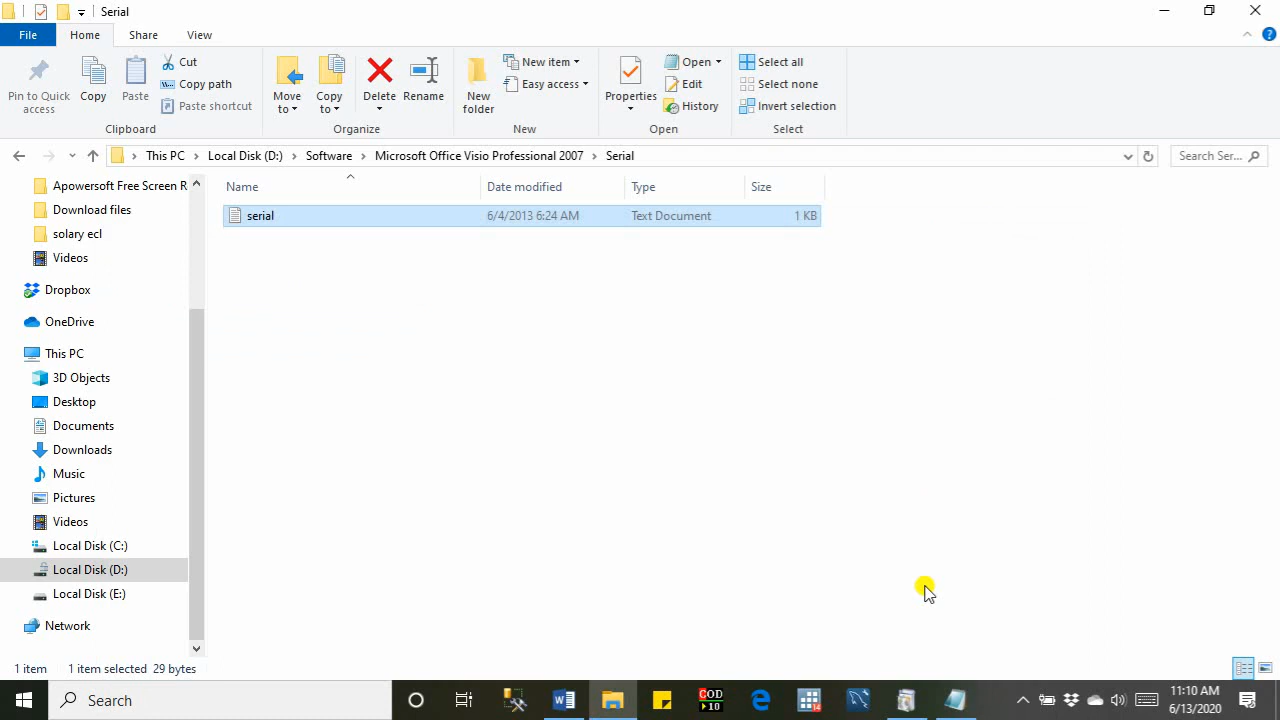 Serial
File Home Share View
Pin to Quick access
Copy
Paste
Cut
Copy path
Paste shortcut
Clipboard
Move to
Copy to
Delete
Rename
Organize
New folder
New item
Easy access
New
Properties
Open
Edit
History
Open
Select all
Select none
Invert selection
Select
This PC > Local Disk (D:) > Software > Microsoft Office Visio Professional 2007 > Serial
Search Ser...
Name Date modified Type Size
serial 6/4/2013 6:24 AM Text Document 1 KB
Apowersoft Free Screen R
Download files
solary ecl
Videos
Dropbox
OneDrive
This PC
3D Objects
Desktop
Documents
Downloads
Music
Pictures
Videos
Local Disk (C:)
Local Disk (D:)
Local Disk (E:)
Network
1 item 1 item selected 29 bytes
Search
COD
10
14
11:10 AM
6/13/2020